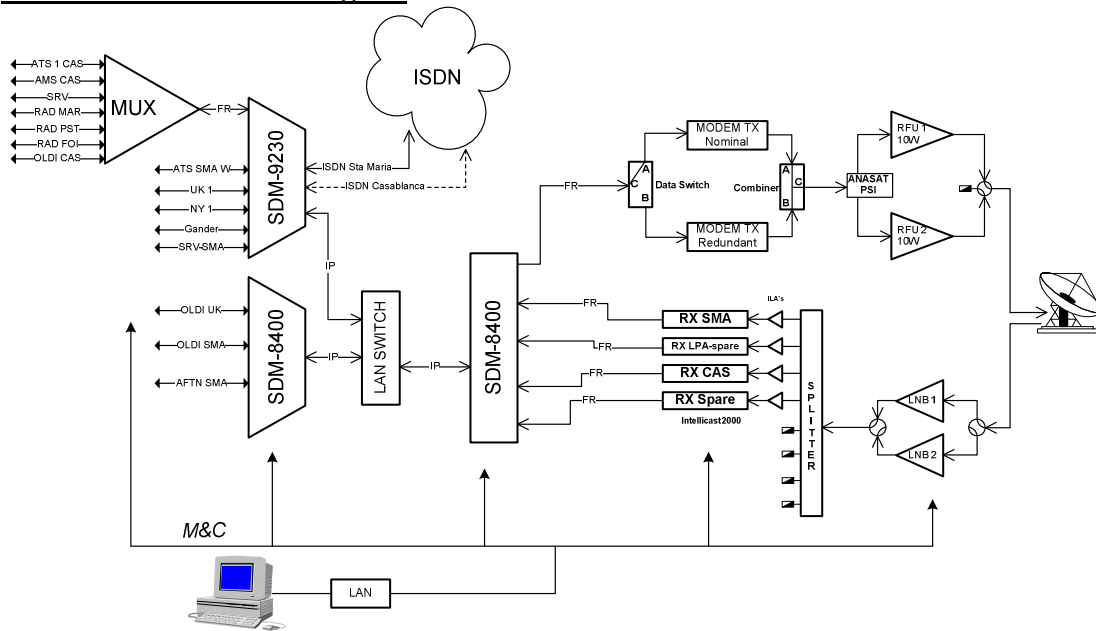 ISDN
ATS 1 CAS
AMS CAS
SRV
RAD MAR
RAD PST
RAD FOI
OLDI CAS
MUX
FR
SDM-9230
ATS SMA W
UK 1
NY 1
Gander
SRV-SMA
ISDN Sta Maria
ISDN Casablanca
IP
OLDI UK
OLDI SMA
AFTN SMA
SDM-8400
IP
LAN SWITCH
IP
SDM-8400
FR
C
A
B
Data Switch
MODEM TX
Nominal
MODEM TX
Redundant
Combiner
A
C
B
ANASAT
PSI
RFU 1
10W
RFU 2
10W
FR
FR
FR
FR
RX SMA
RX LPA-spare
RX CAS
RX Spare
Intellicast2000
ILA's
SPLITTER
LNB1
LNB2
M&C
LAN